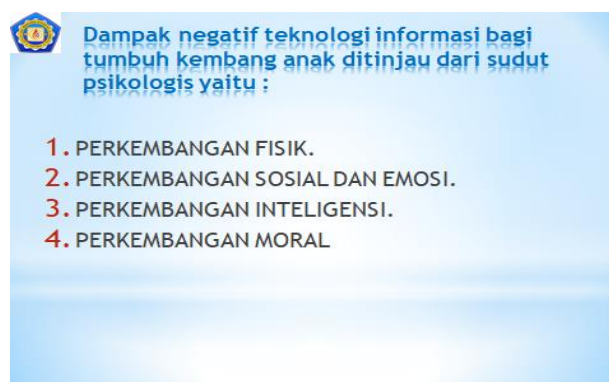 Dampak negatif teknologi informasi bagi
tumbuh kembang anak ditinjau dari sudut
psikologis yaitu :
1. PERKEMBANGAN FISIK.
2. PERKEMBANGAN SOSIAL DAN EMOSI.
3. PERKEMBANGAN INTELIGENSI.
4. PERKEMBANGAN MORAL